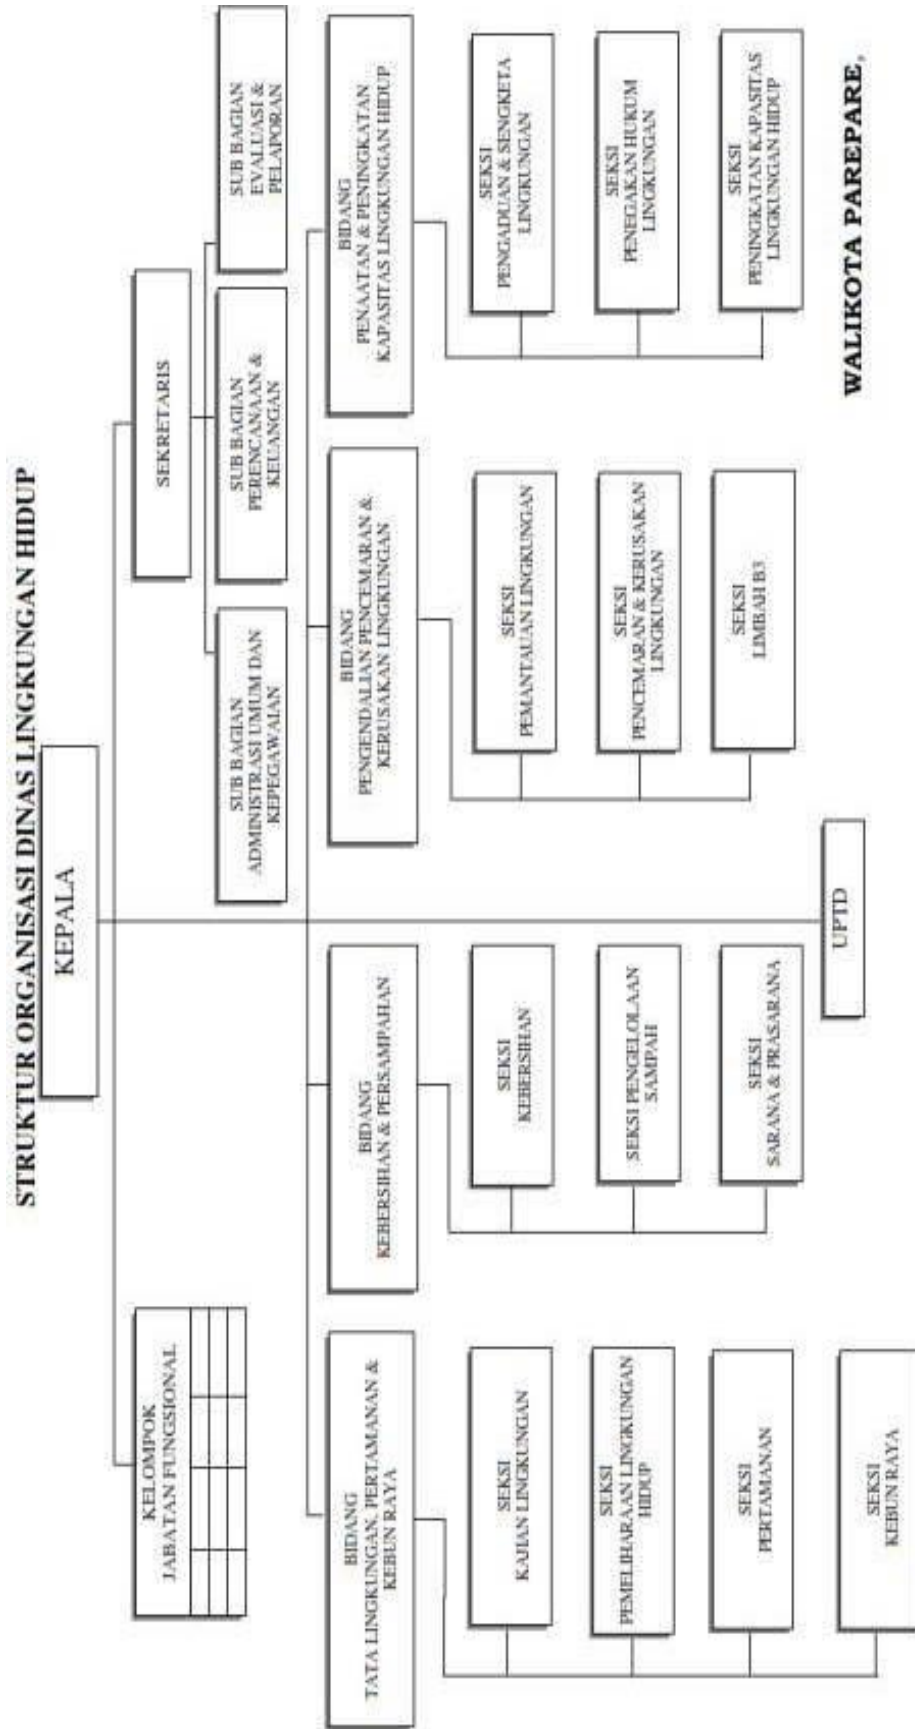 STRUKTUR ORGANISASI DINAS LINGKUNGAN HIDUP
KEPALA
KELOMPOK
JABATAN FUNGSIONAL
SEKRETARIS
SUB BAGIAN
ADMINISTRASI UMUM DAN
KEPEGAWAIAN
SUB BAGIAN
PERENCANAAN &
KEUANGAN
SUB BAGIAN
EVALUASI &
PELAPORAN
BIDANG
TATA LINGKUNGAN, PERTAMANAN &
KEBUN RAYA
SEKSI
KAJIAN LINGKUNGAN
SEKSI
PEMELIHARAAN LINGKUNGAN
HIDUP
SEKSI
PERTAMANAN
SEKSI
KEBUN RAYA
BIDANG
KEBERSIHAN & PERSAMPAHAN
SEKSI
KEBERSIHAN
SEKSI PENGELOLAAN
SAMPAH
SEKSI
SARANA & PRASARANA
BIDANG
PENGENDALIAN PENCEMARAN &
KERUSAKAN LINGKUNGAN
SEKSI
PEMANTAUAN LINGKUNGAN
SEKSI
PENCEMARAN & KERUSAKAN
LINGKUNGAN
SEKSI
LIMBAH B3
BIDANG
PENAATAN & PENINGKATAN
KAPASITAS LINGKUNGAN HIDUP
SEKSI
PENGADUAN & SENGKETA
LINGKUNGAN
SEKSI
PENEGAKAN HUKUM
LINGKUNGAN
SEKSI
PENINGKATAN KAPASITAS
LINGKUNGAN HIDUP
UPTD
WALIKOTA PAREPARE,